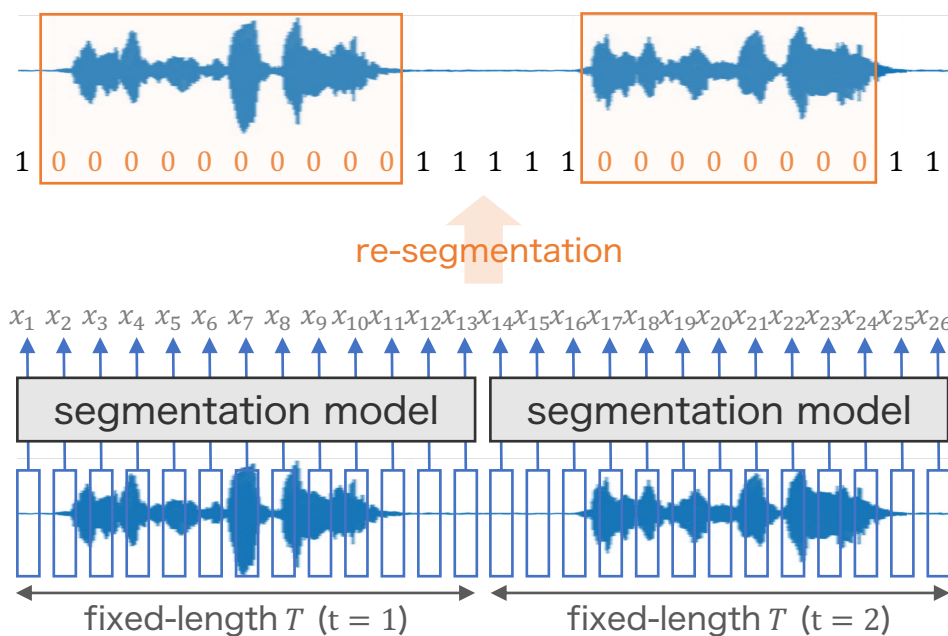 1 0 0 0 0 0 0 0 0 0 0 1 1 1 1 1 0 0 0 0 0 0 0 0 1 1
re-segmentation
x₁ x₂ x₃ x₄ x₅ x₆ x₇ x₈ x₉ x₁₀ x₁₁ x₁₂ x₁₃ x₁₄ x₁₅ x₁₆ x₁₇ x₁₈ x₁₉ x₂₀ x₂₁ x₂₂ x₂₃ x₂₄ x₂₅ x₂₆
segmentation model segmentation model
fixed-length T (t = 1) fixed-length T (t = 2)